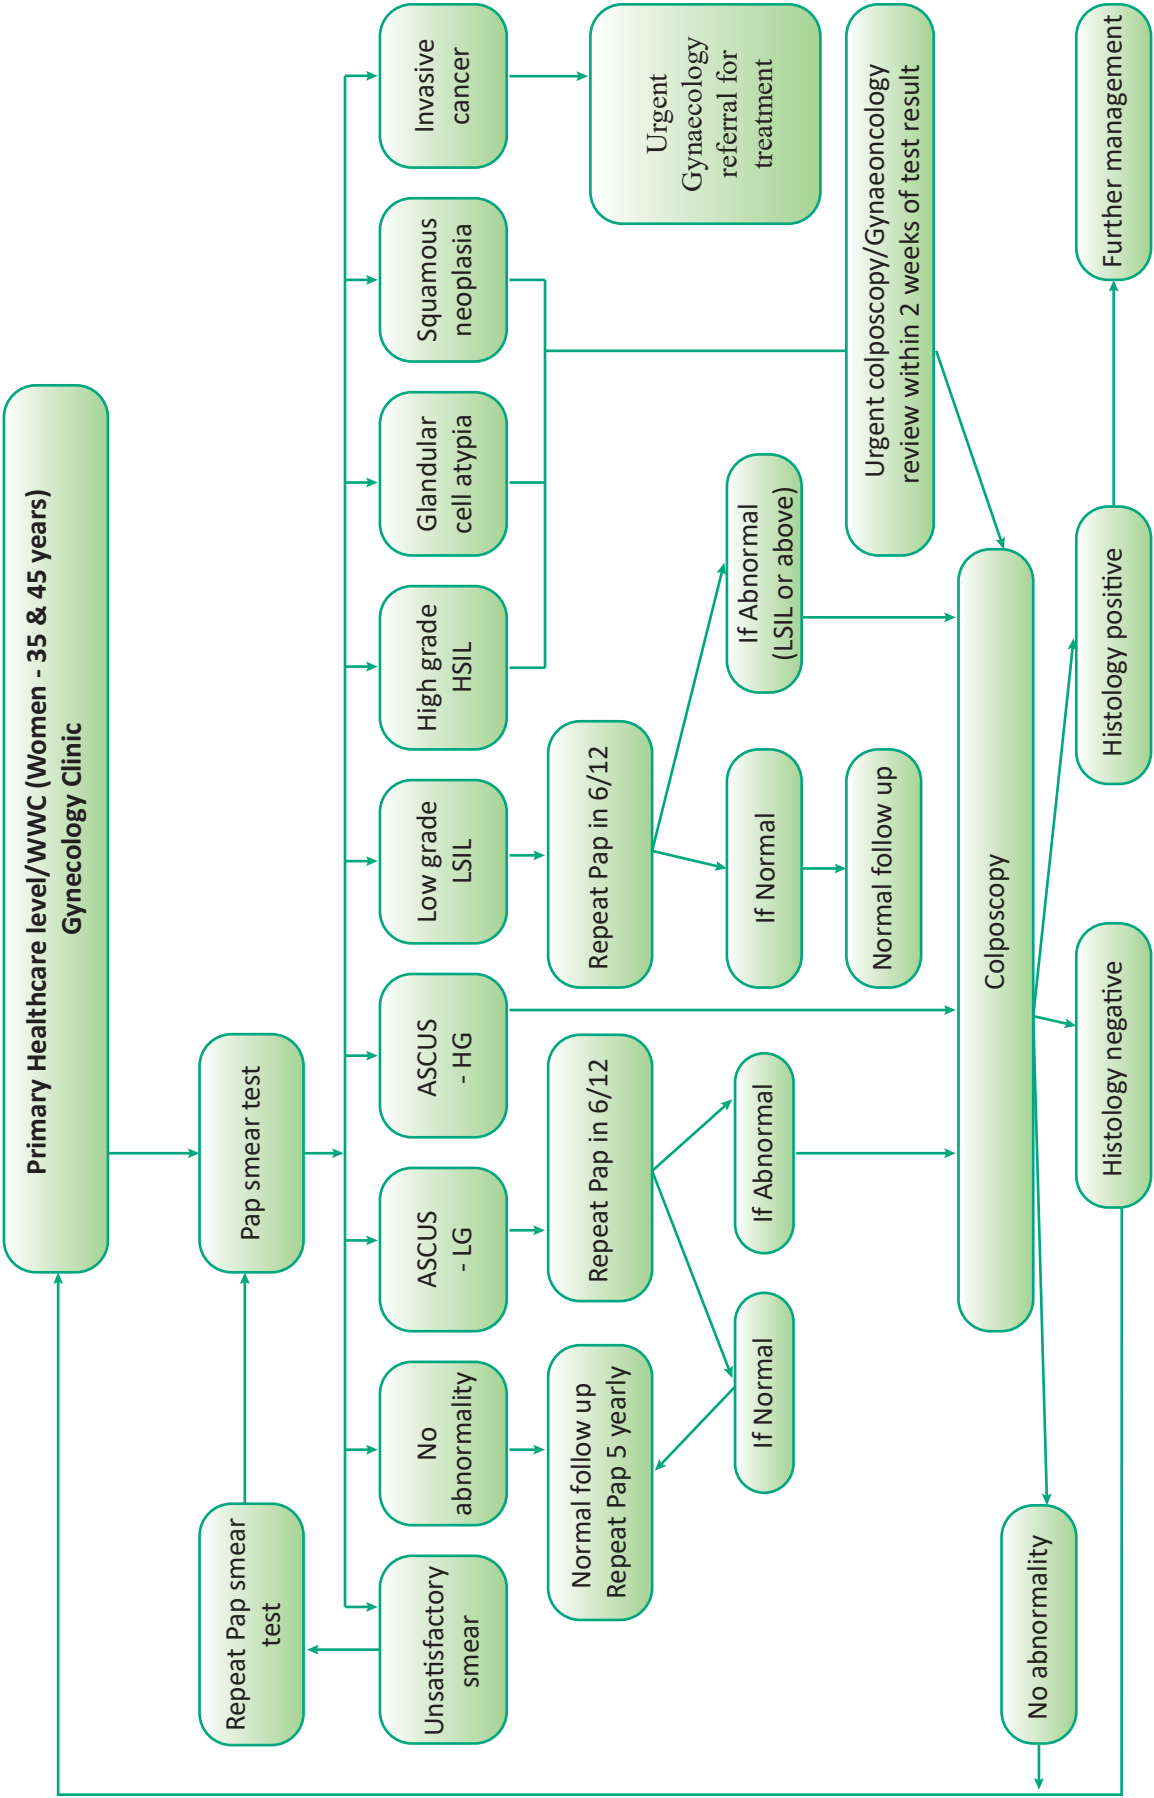 Primary Healthcare level/WWC (Women - 35 & 45 years)
Gynecology Clinic
Repeat Pap smear
test
Pap smear test
Unsatisfactory
smear
No
abnormality
ASCUS
- LG
ASCUS
- HG
Low grade
LSIL
High grade
HSIL
Glandular
cell atypia
Squamous
neoplasia
Invasive
cancer
Normal follow up
Repeat Pap 5 yearly
Repeat Pap in 6/12
Repeat Pap in 6/12
Urgent
Gynaecology
referral for
treatment
If Normal
If Abnormal
If Normal
If Abnormal
(LSIL or above)
Normal follow up
Urgent colposcopy/Gynaeoncology
review within 2 weeks of test result
Colposcopy
No abnormality
Histology negative
Histology positive
Further management